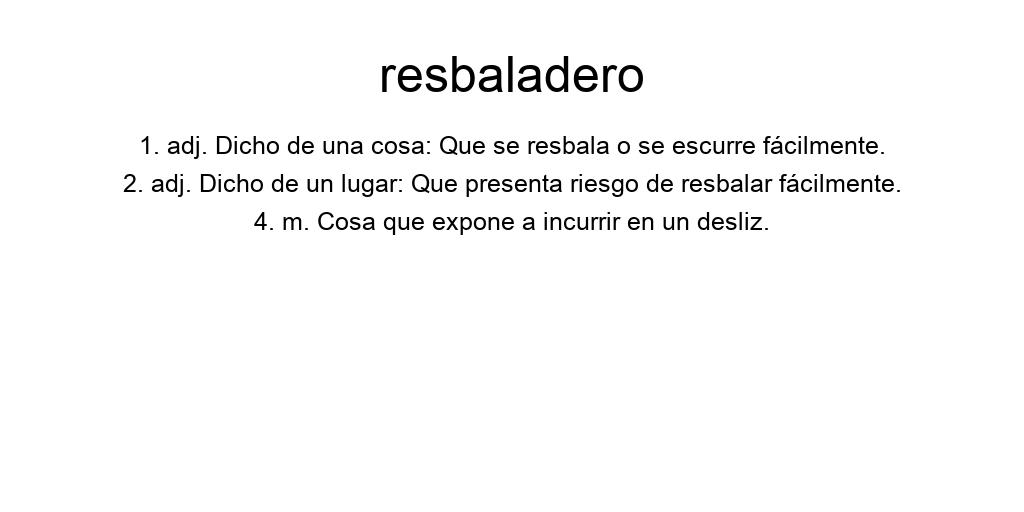 resbaladero
1. adj. Dicho de una cosa: Que se resbala o se escurre fácilmente.
2. adj. Dicho de un lugar: Que presenta riesgo de resbalar fácilmente.
4. m. Cosa que expone a incurrir en un desliz.